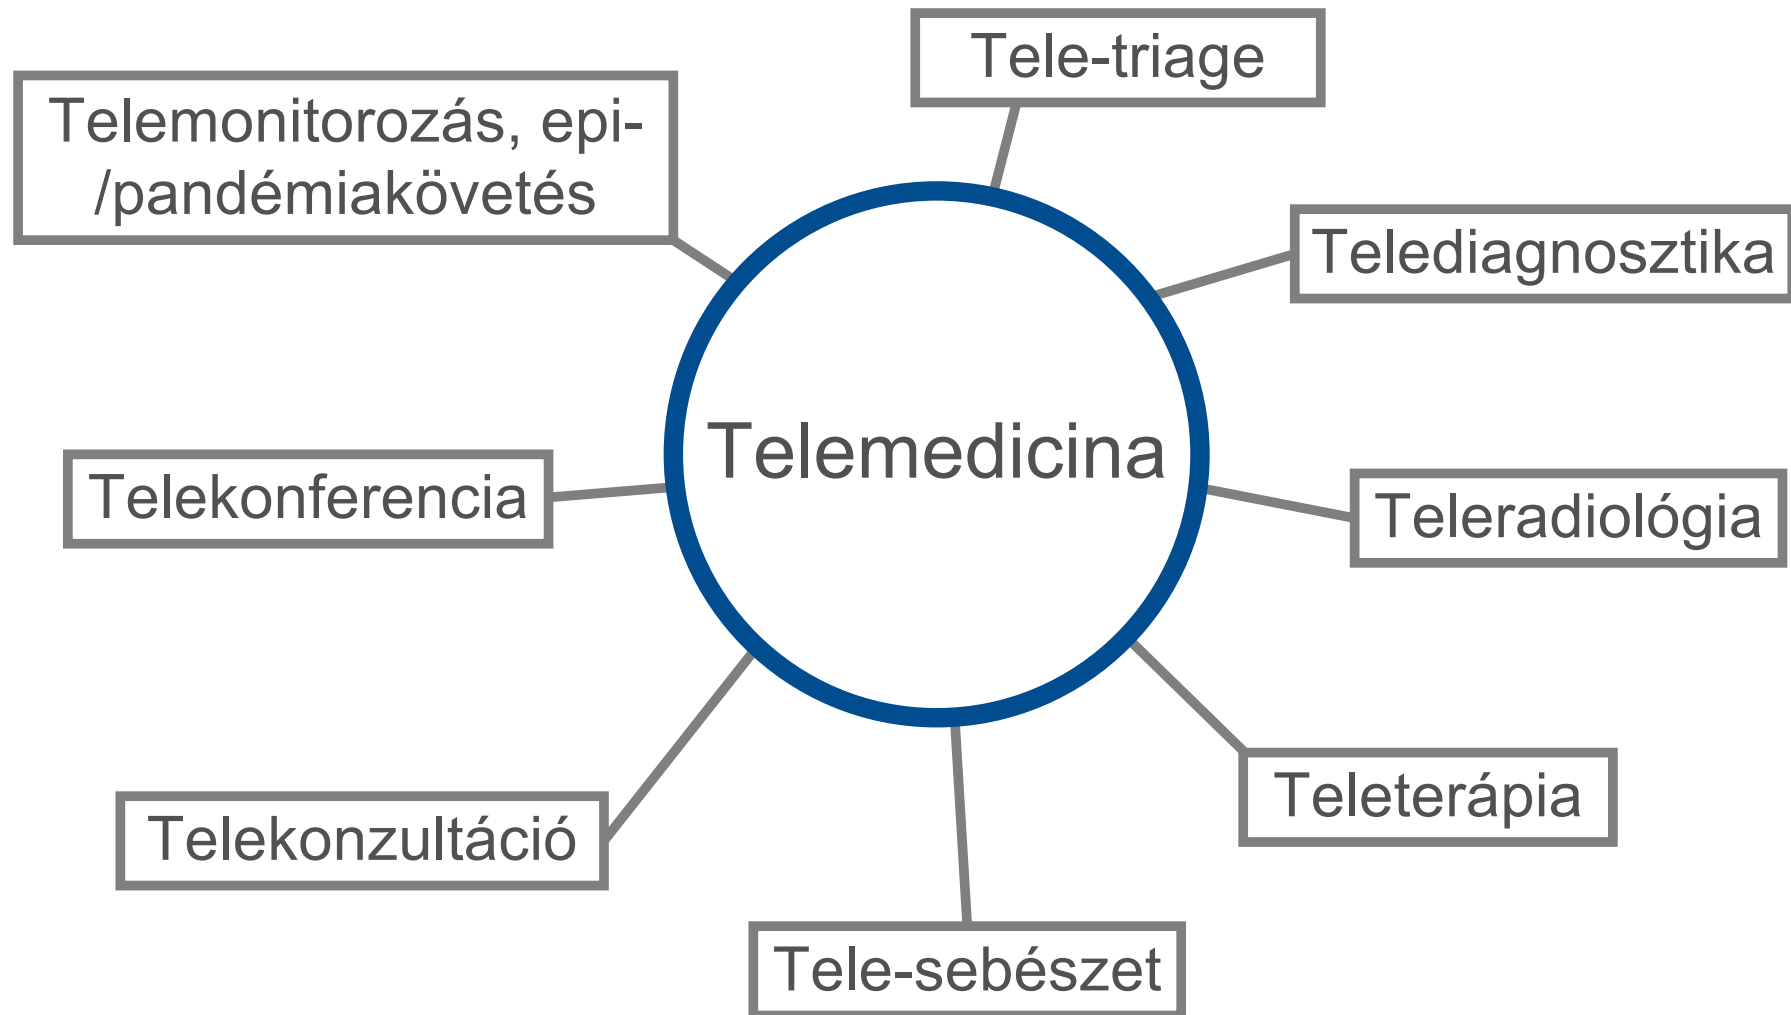 Tele-triage
Telemonitorozás, epi-
/pandémiakövetés
Telediagnosztika
Telemedicina
Telekonferencia
Teleradiológia
Teleterápia
Telekonzultáció
Tele-sebészet